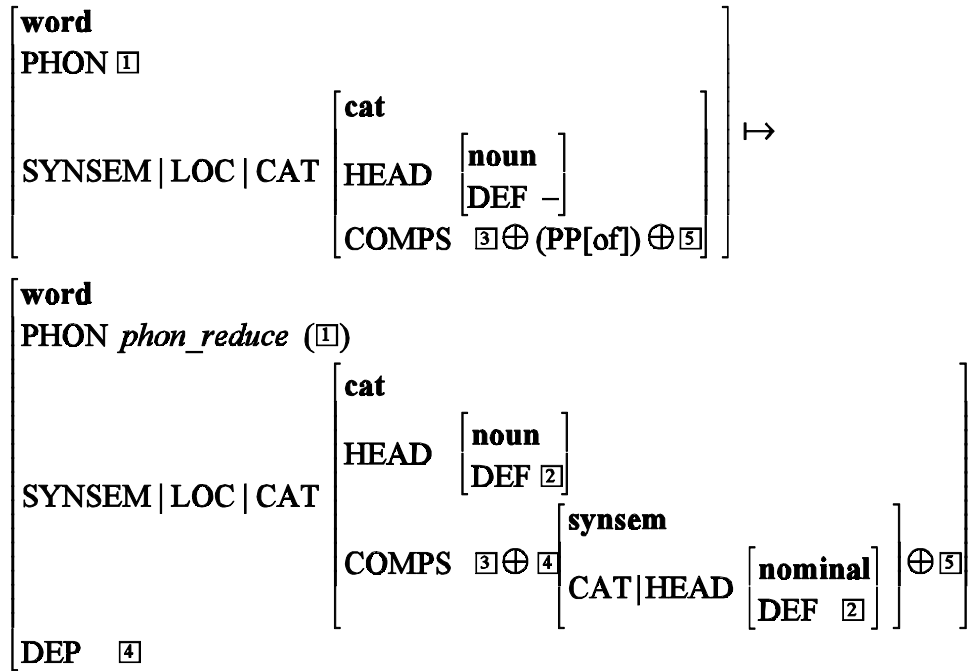 word
PHON 1
cat
SYNSEM | LOC | CAT HEAD noun
DEF –
COMPS 3 ⊕ (PP[of]) ⊕ 5 ↦
word
PHON phon_reduce (1)
cat
HEAD noun
DEF 2
SYNSEM | LOC | CAT
synsem
COMPS 3 ⊕ 4 CAT|HEAD nominal ⊕ 5
DEF 2
DEP 4